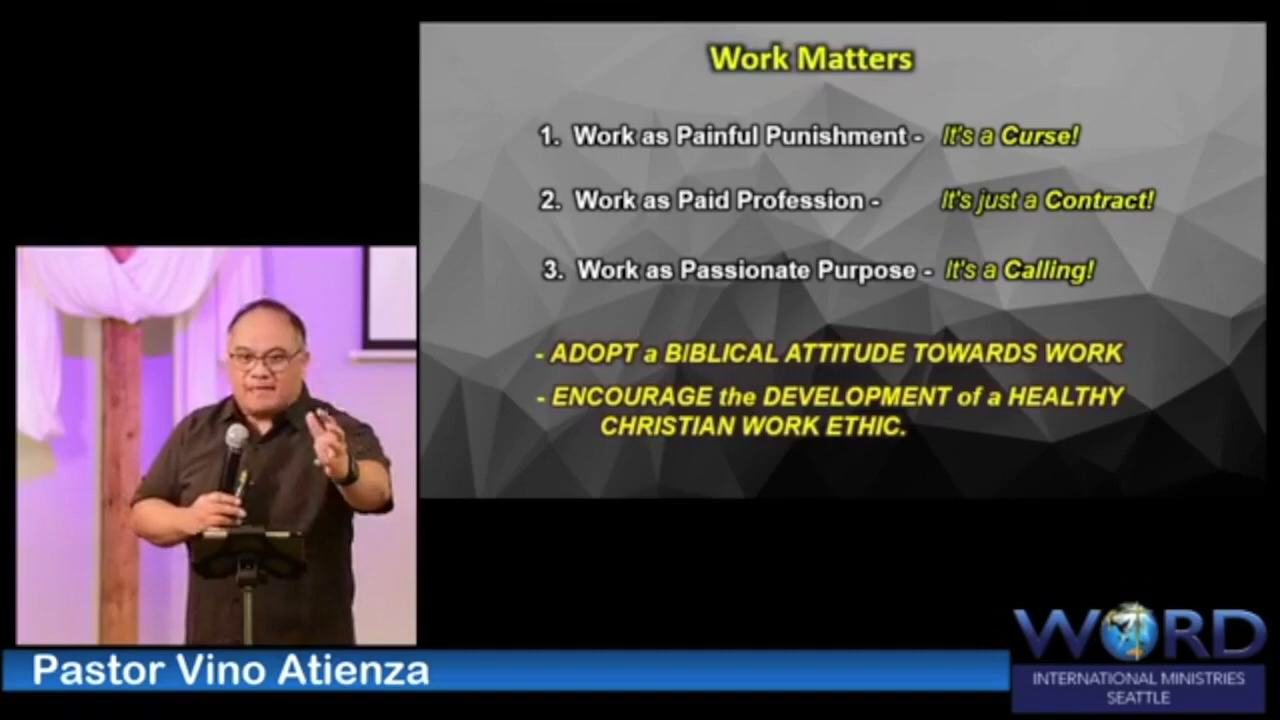 Work Matters
1. Work as Painful Punishment - It's a Curse!
2. Work as Paid Profession - It's just a Contract!
3. Work as Passionate Purpose - It's a Calling!
- ADOPT a BIBLICAL ATTITUDE TOWARDS WORK
- ENCOURAGE the DEVELOPMENT of a HEALTHY
CHRISTIAN WORK ETHIC.
Pastor Vino Atienza
WORD
INTERNATIONAL MINISTRIES
SEATTLE